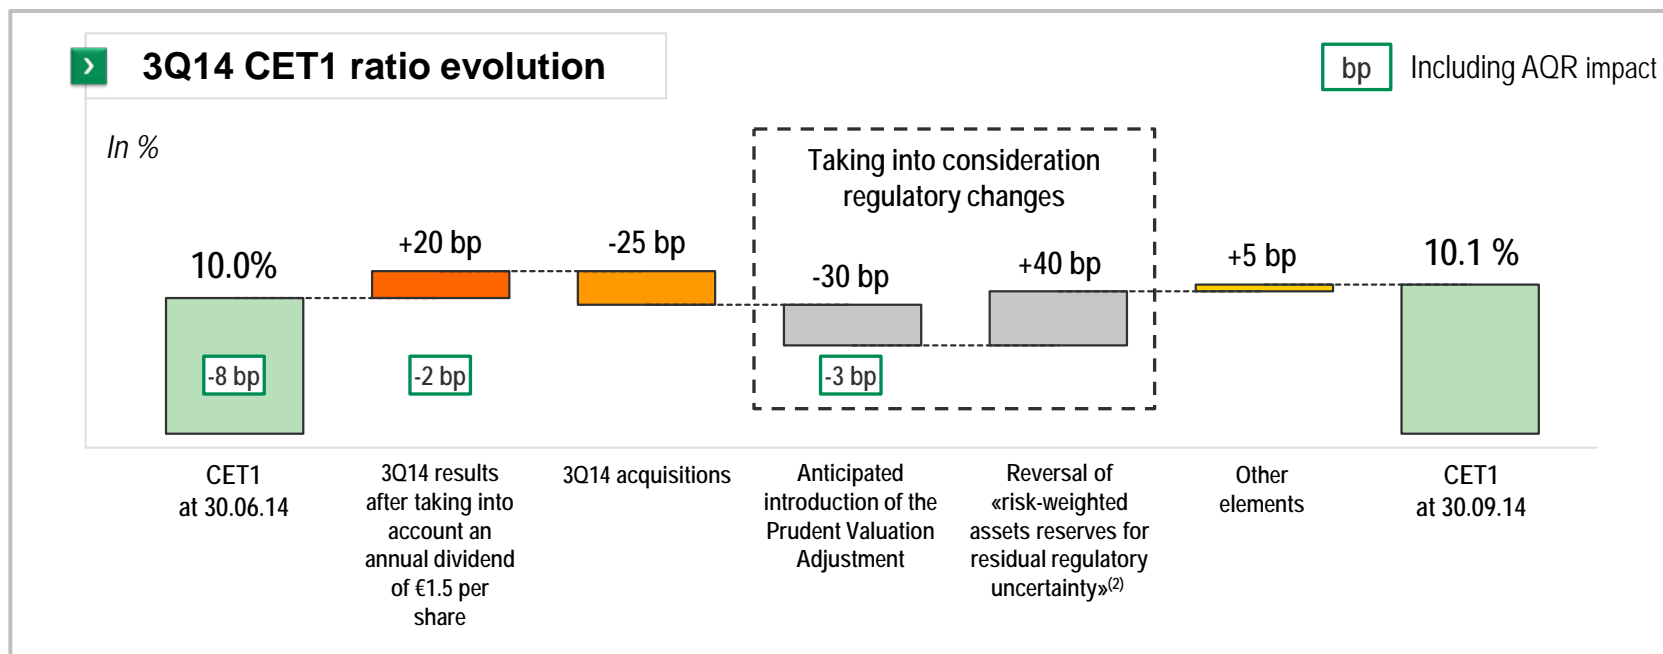 3Q14 CET1 ratio evolution
bp Including AQR impact
In %
Taking into consideration
regulatory changes
10.0%
+20 bp
-25 bp
-30 bp
+40 bp
+5 bp
10.1 %
-8 bp
-2 bp
-3 bp
CET1
at 30.06.14
3Q14 results
after taking into
account an
annual dividend
of €1.5 per
share
3Q14 acquisitions
Anticipated
introduction of the
Prudent Valuation
Adjustment
Reversal of
«risk-weighted
assets reserves for
residual regulatory
uncertainty»(2)
Other
elements
CET1
at 30.09.14